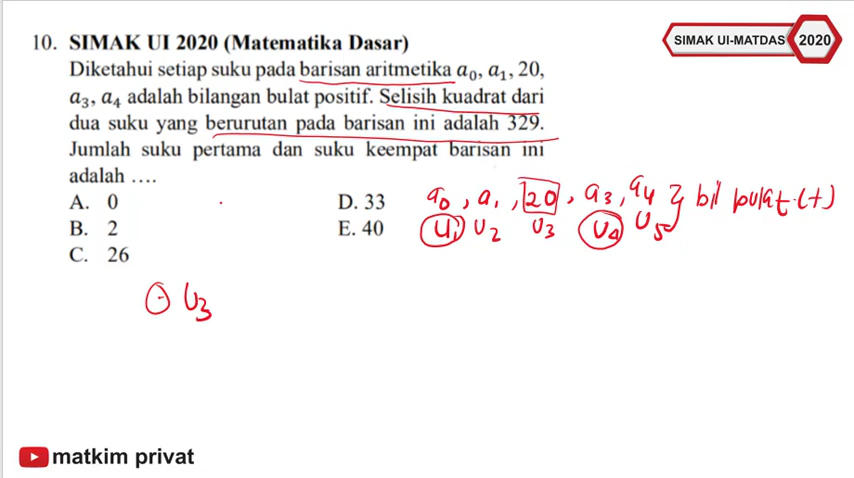 10. SIMAK UI 2020 (Matematika Dasar)
SIMAK UI-MATDAS 2020
Diketahui setiap suku pada barisan aritmetika a₀, a₁, 20,
a₃, a₄ adalah bilangan bulat positif. Selisih kuadrat dari
dua suku yang berurutan pada barisan ini adalah 329.
Jumlah suku pertama dan suku keempat barisan ini
adalah ….
A. 0
B. 2
C. 26
D. 33
E. 40
a₀, a₁, 20, a₃, a₄ } bil bulat (+)
U₁ U₂ U₃ U₄ U₅
U₃
matkim privat